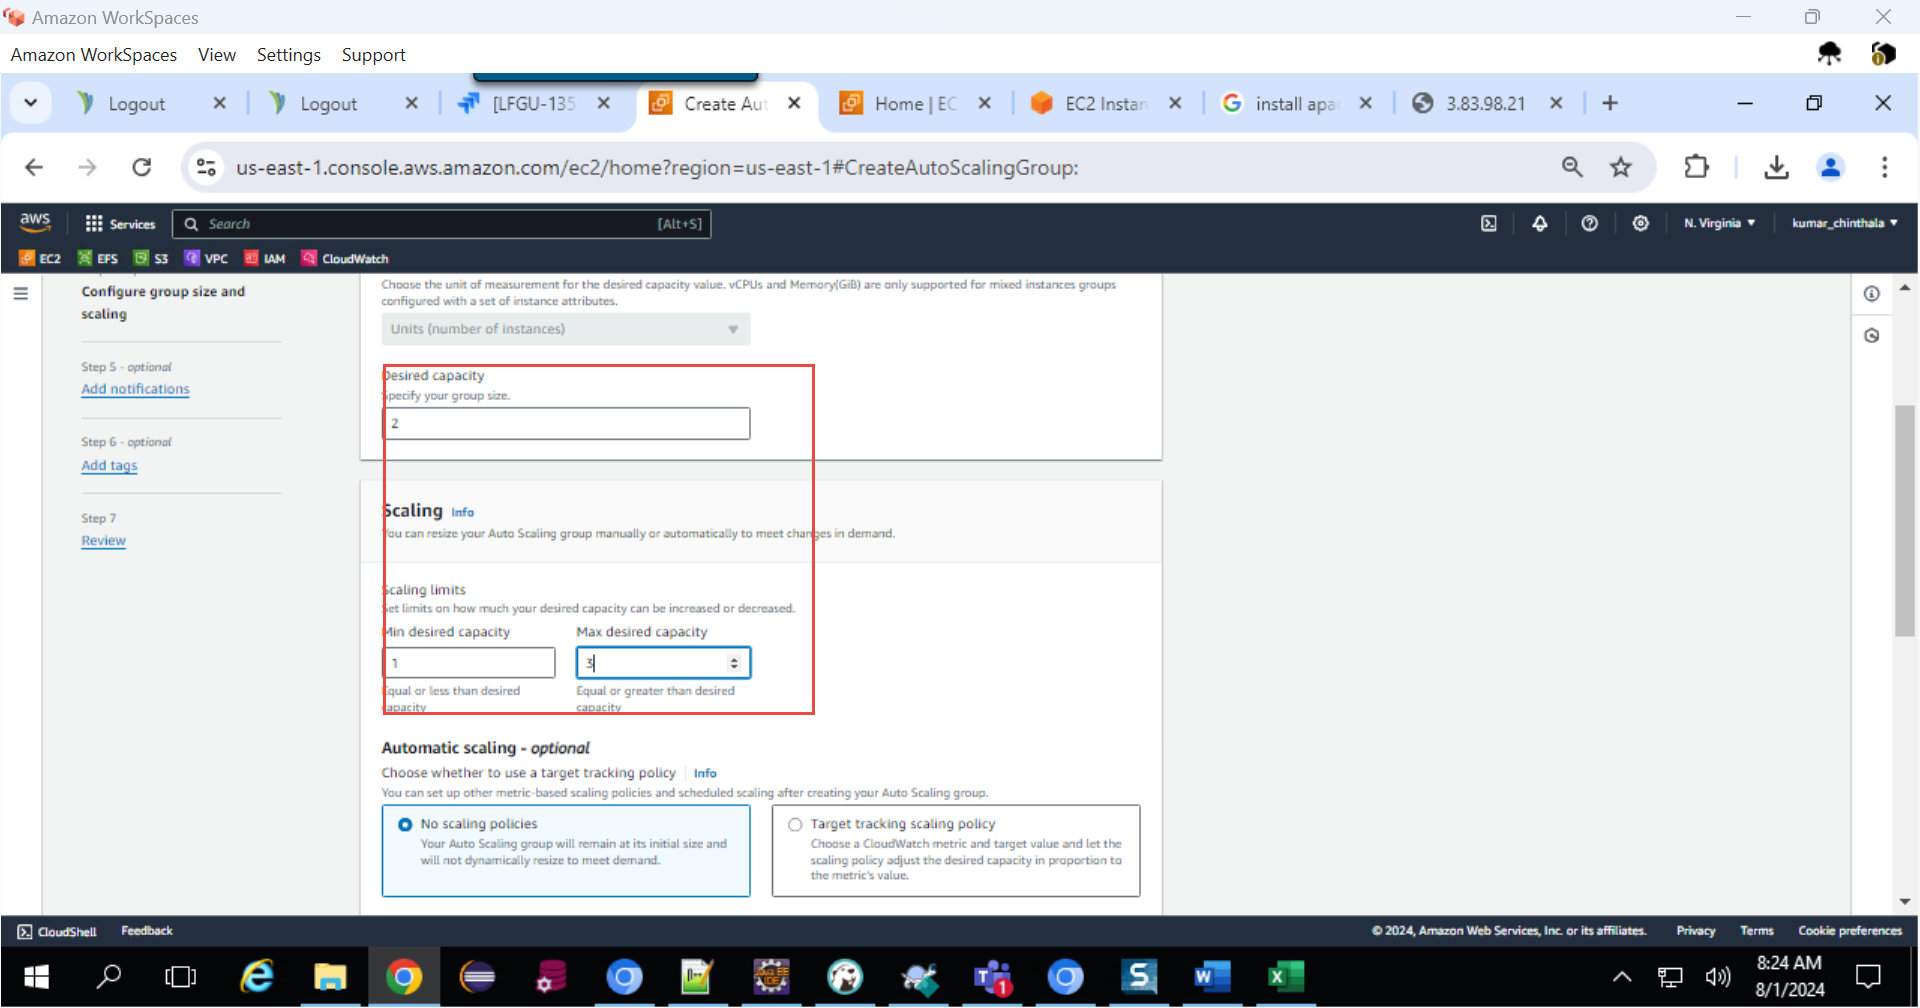 Amazon WorkSpaces
Amazon WorkSpaces View Settings Support
Logout
Logout
[LFGU-135
Create Aut
Home | EC
EC2 Instan
install apac
3.83.98.21
us-east-1.console.aws.amazon.com/ec2/home?region=us-east-1#CreateAutoScalingGroup:
aws
Services
Search [Alt+S]
N. Virginia
kumar_chinthala
EC2 EFS S3 VPC IAM CloudWatch
Configure group size and
scaling
Step 5 - optional
Add notifications
Step 6 - optional
Add tags
Step 7
Review
Choose the unit of measurement for the desired capacity value. vCPUs and Memory(GiB) are only supported for mixed instances groups
configured with a set of instance attributes.
Units (number of instances)
Desired capacity
Specify your group size.
2
Scaling Info
You can resize your Auto Scaling group manually or automatically to meet changes in demand.
Scaling limits
Set limits on how much your desired capacity can be increased or decreased.
Min desired capacity
1
Equal or less than desired
capacity
Max desired capacity
3
Equal or greater than desired
capacity
Automatic scaling - optional
Choose whether to use a target tracking policy Info
You can set up other metric-based scaling policies and scheduled scaling after creating your Auto Scaling group.
No scaling policies
Your Auto Scaling group will remain at its initial size and
will not dynamically resize to meet demand.
Target tracking scaling policy
Choose a CloudWatch metric and target value and let the
scaling policy adjust the desired capacity in proportion to
the metric's value.
CloudShell Feedback
© 2024, Amazon Web Services, Inc. or its affiliates. Privacy Terms Cookie preferences
8:24 AM
8/1/2024